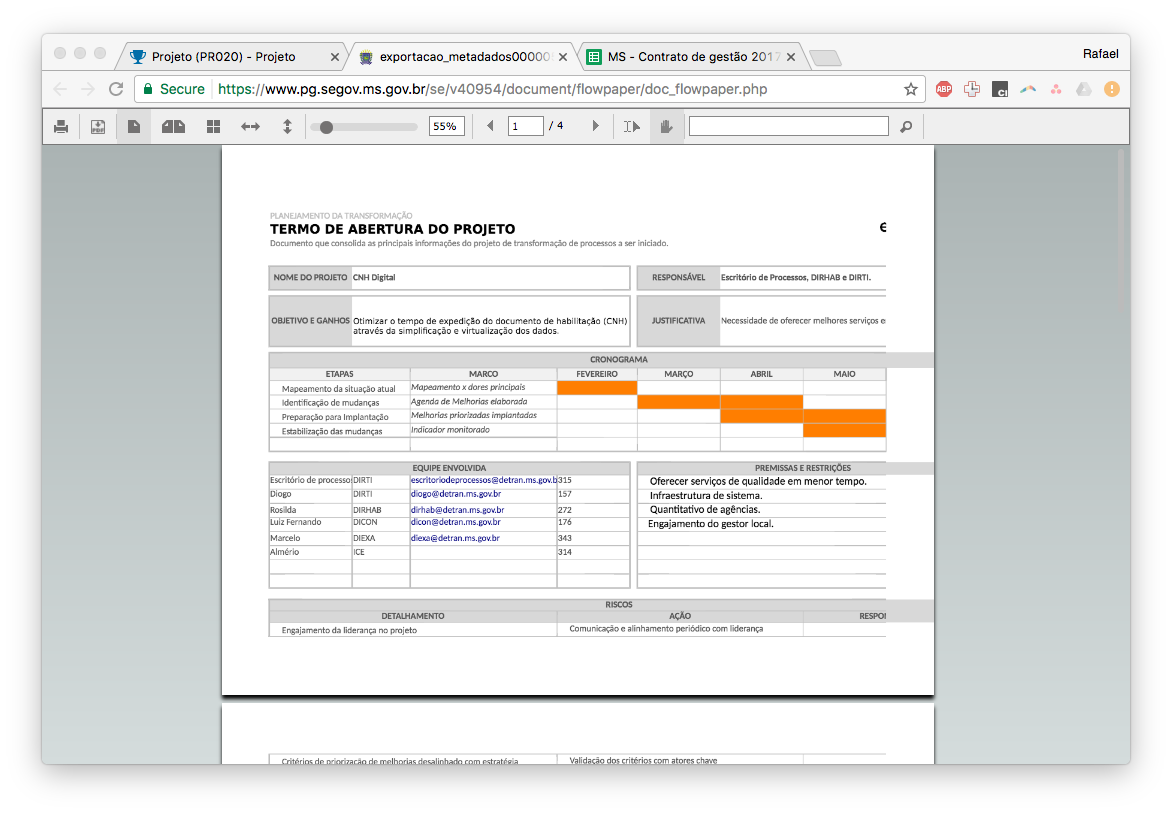 Projeto (PR020) - Projeto
exportacao_metadados00000
MS - Contrato de gestão 2017
Rafael
Secure
https://www.pg.segov.ms.gov.br/se/v40954/document/flowpaper/doc_flowpaper.php
ABP
PDF
55%
1
/ 4
PLANEJAMENTO DA TRANSFORMAÇÃO
TERMO DE ABERTURA DO PROJETO
Documento que consolida as principais informações do projeto de transformação de processos a ser iniciado.
NOME DO PROJETO CNH Digital
RESPONSÁVEL Escritório de Processos, DIRHAB e DIRTI.
OBJETIVO E GANHOS Otimizar o tempo de expedição do documento de habilitação (CNH)
através da simplificação e virtualização dos dados.
JUSTIFICATIVA Necessidade de oferecer melhores serviços
CRONOGRAMA
ETAPAS MARCO FEVEREIRO MARÇO ABRIL MAIO
Mapeamento da situação atual Mapeamento x dores principais
Identificação de mudanças Agenda de Melhorias elaborada
Preparação para Implantação Melhorias priorizadas implantadas
Estabilização das mudanças Indicador monitorado
EQUIPE ENVOLVIDA
Escritório de processos DIRTI escritoriodeprocessos@detran.ms.gov.b 315
Diogo DIRTI diogo@detran.ms.gov.br 157
Rosilda DIRHAB dirhab@detran.ms.gov.br 272
Luiz Fernando DICON dicon@detran.ms.gov.br 176
Marcelo DIEXA diexa@detran.ms.gov.br 343
Almério ICE 314
PREMISSAS E RESTRIÇÕES
Oferecer serviços de qualidade em menor tempo.
Infraestrutura de sistema.
Quantitativo de agências.
Engajamento do gestor local.
RISCOS
DETALHAMENTO AÇÃO RESPO
Engajamento da liderança no projeto Comunicação e alinhamento periódico com liderança
Critérios de priorização de melhorias desalinhado com estratégia Validação dos critérios com atores chave